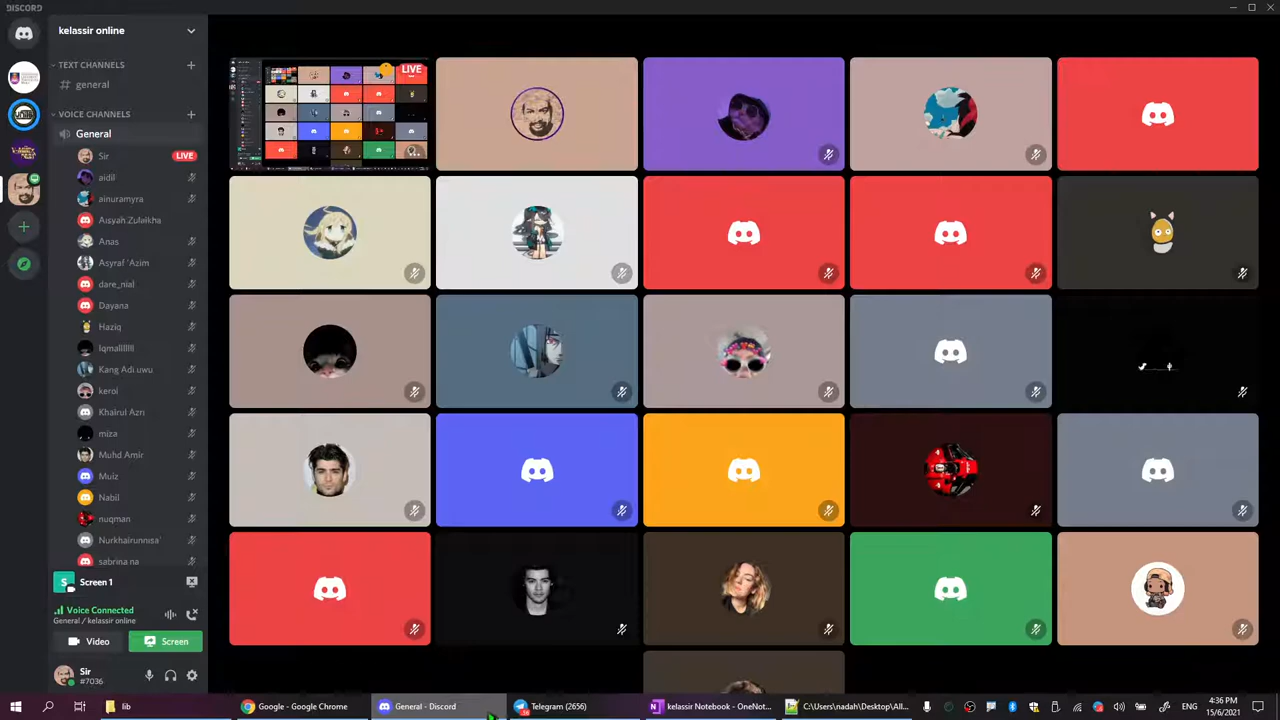 DISCORD
kelassir online
TEXT CHANNELS
# general
VOICE CHANNELS
General
Sir LIVE
aidil
ainuramyra
Aisyah Zulaikha
Anas
Asyraf 'Azim
dare_nial
Dayana
Haziq
Iqmalllllll
Kang Adi uwu
keroi
Khairul Azri
miza
Muhd Amir
Muiz
Nabil
nuqman
Nurkhairunnisa'
sabrina na
S Screen 1
Voice Connected
General / kelassir online
Video Screen
Sir
#7036
LIVE
lib
Google - Google Chrome
General - Discord
Telegram (2656)
kelassir Notebook - OneNot...
C:\Users\nadah\Desktop\All...
ENG
4:36 PM
15/6/2021